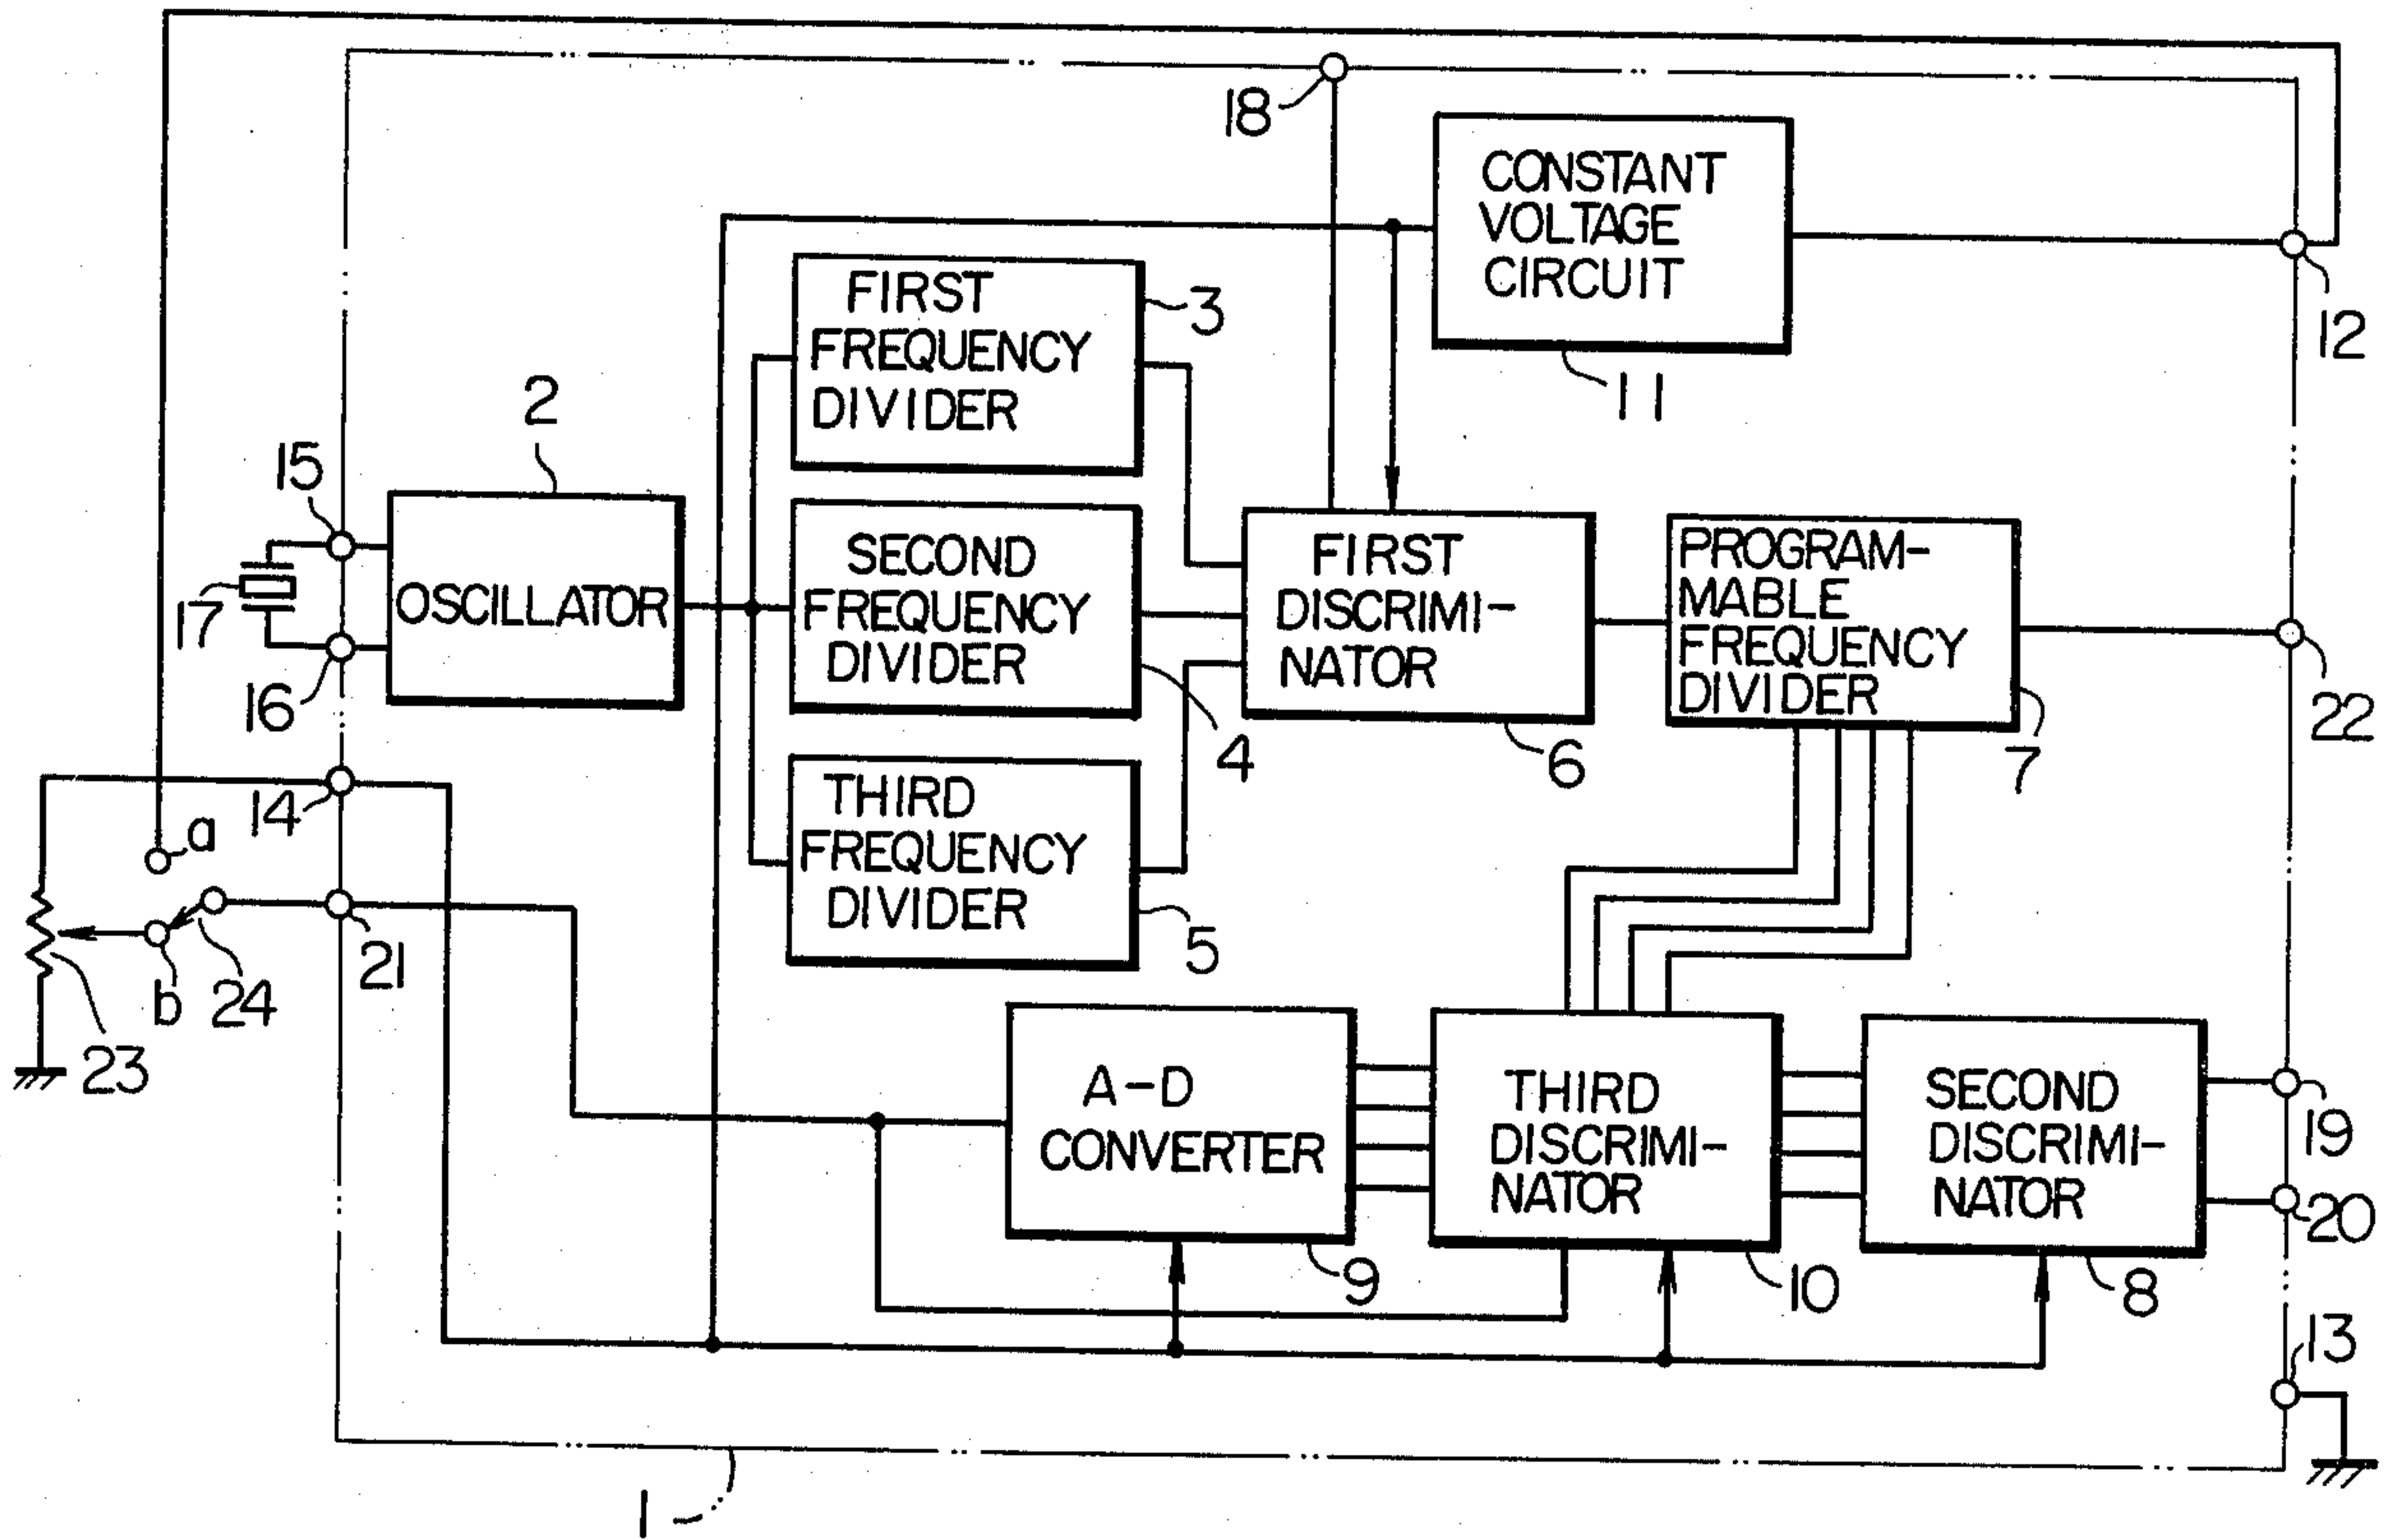 18
CONSTANT
VOLTAGE
CIRCUIT
12
11
FIRST
FREQUENCY
DIVIDER
3
2
15
OSCILLATOR
17
16
SECOND
FREQUENCY
DIVIDER
4
FIRST
DISCRIMI-
NATOR
6
PROGRAM-
MABLE
FREQUENCY
DIVIDER
7
22
14
a
THIRD
FREQUENCY
DIVIDER
5
21
b
24
23
A-D
CONVERTER
9
THIRD
DISCRIMI-
NATOR
10
SECOND
DISCRIMI-
NATOR
8
19
20
13
1